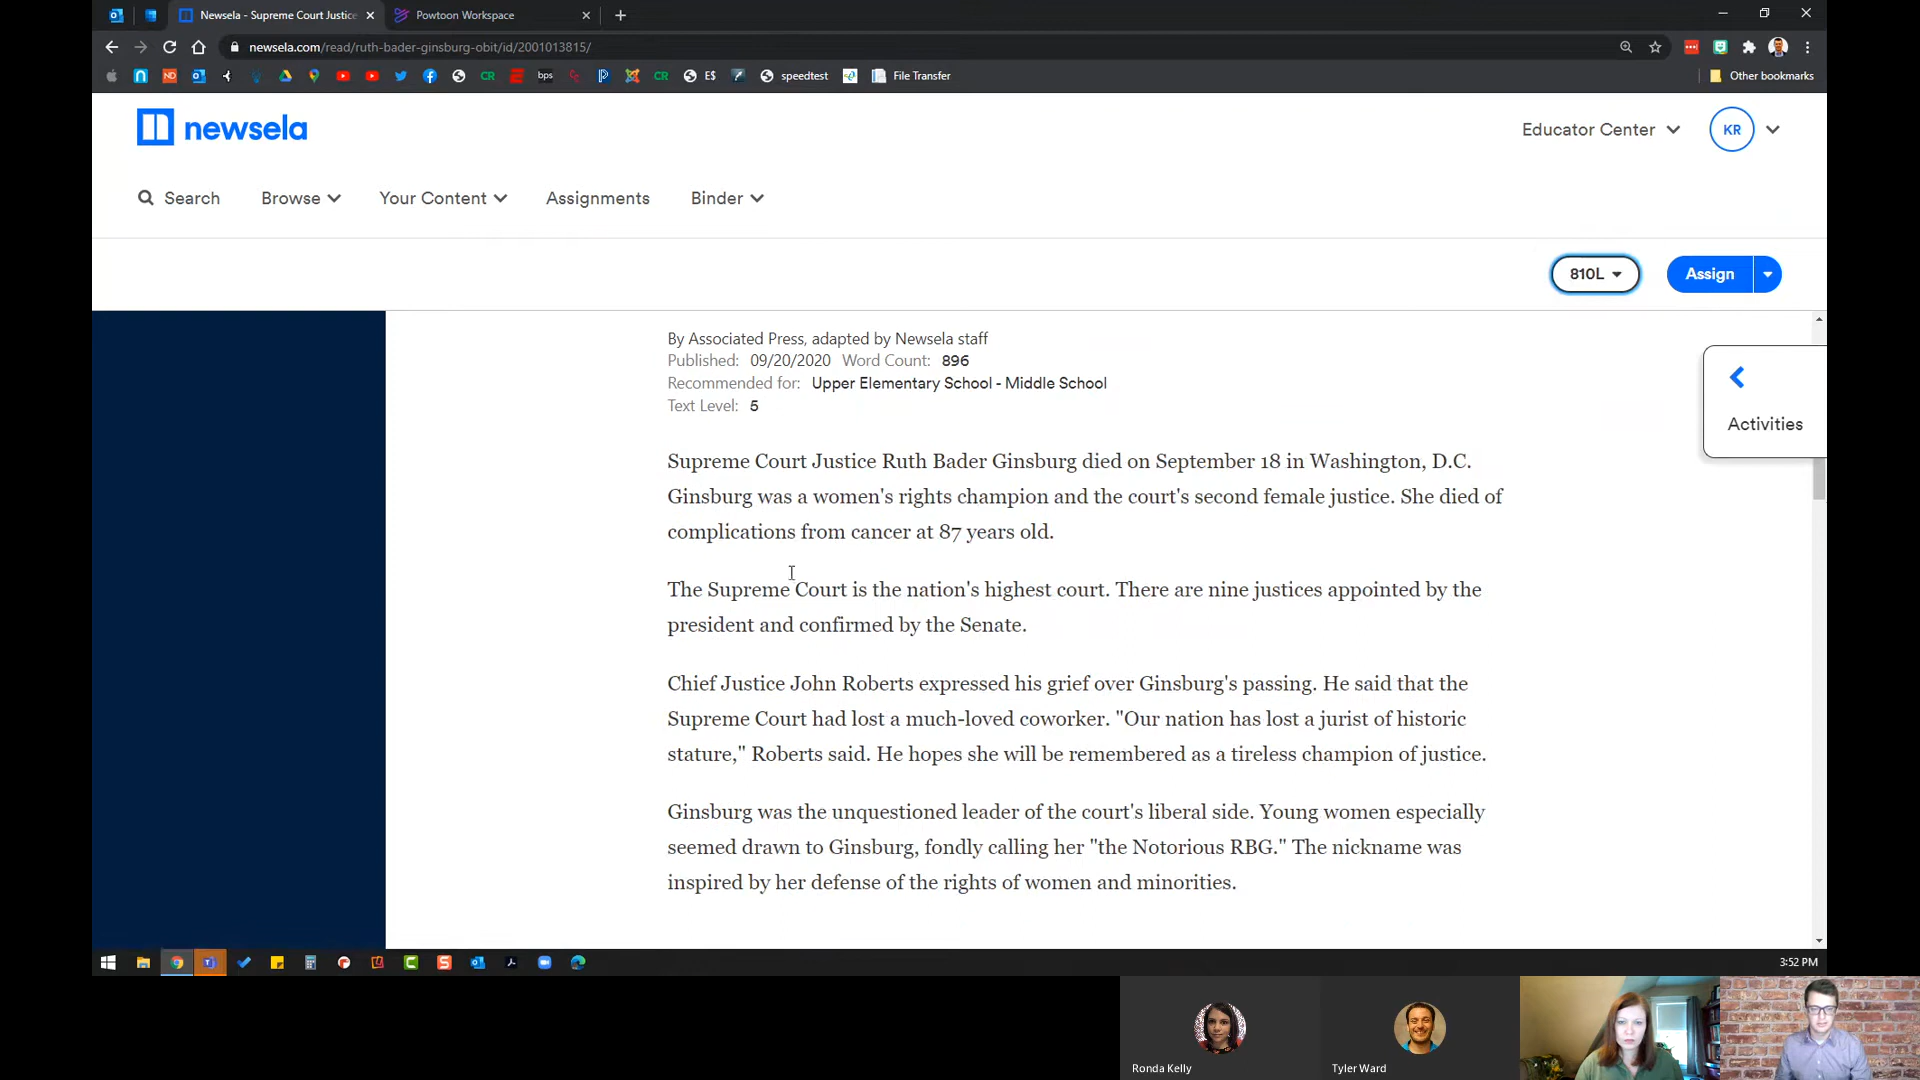 Newsela - Supreme Court Justice
Powtoon Workspace
newsela.com/read/ruth-bader-ginsburg-obit/id/2001013815/
ND
CR
bps
CR
E$
speedtest
File Transfer
Other bookmarks
newsela
Educator Center
KR
Search
Browse
Your Content
Assignments
Binder
810L
Assign
By Associated Press, adapted by Newsela staff
Published: 09/20/2020 Word Count: 896
Recommended for: Upper Elementary School - Middle School
Text Level: 5
Activities
Supreme Court Justice Ruth Bader Ginsburg died on September 18 in Washington, D.C.
Ginsburg was a women's rights champion and the court's second female justice. She died of
complications from cancer at 87 years old.
The Supreme Court is the nation's highest court. There are nine justices appointed by the
president and confirmed by the Senate.
Chief Justice John Roberts expressed his grief over Ginsburg's passing. He said that the
Supreme Court had lost a much-loved coworker. "Our nation has lost a jurist of historic
stature," Roberts said. He hopes she will be remembered as a tireless champion of justice.
Ginsburg was the unquestioned leader of the court's liberal side. Young women especially
seemed drawn to Ginsburg, fondly calling her "the Notorious RBG." The nickname was
inspired by her defense of the rights of women and minorities.
3:52 PM
Ronda Kelly
Tyler Ward